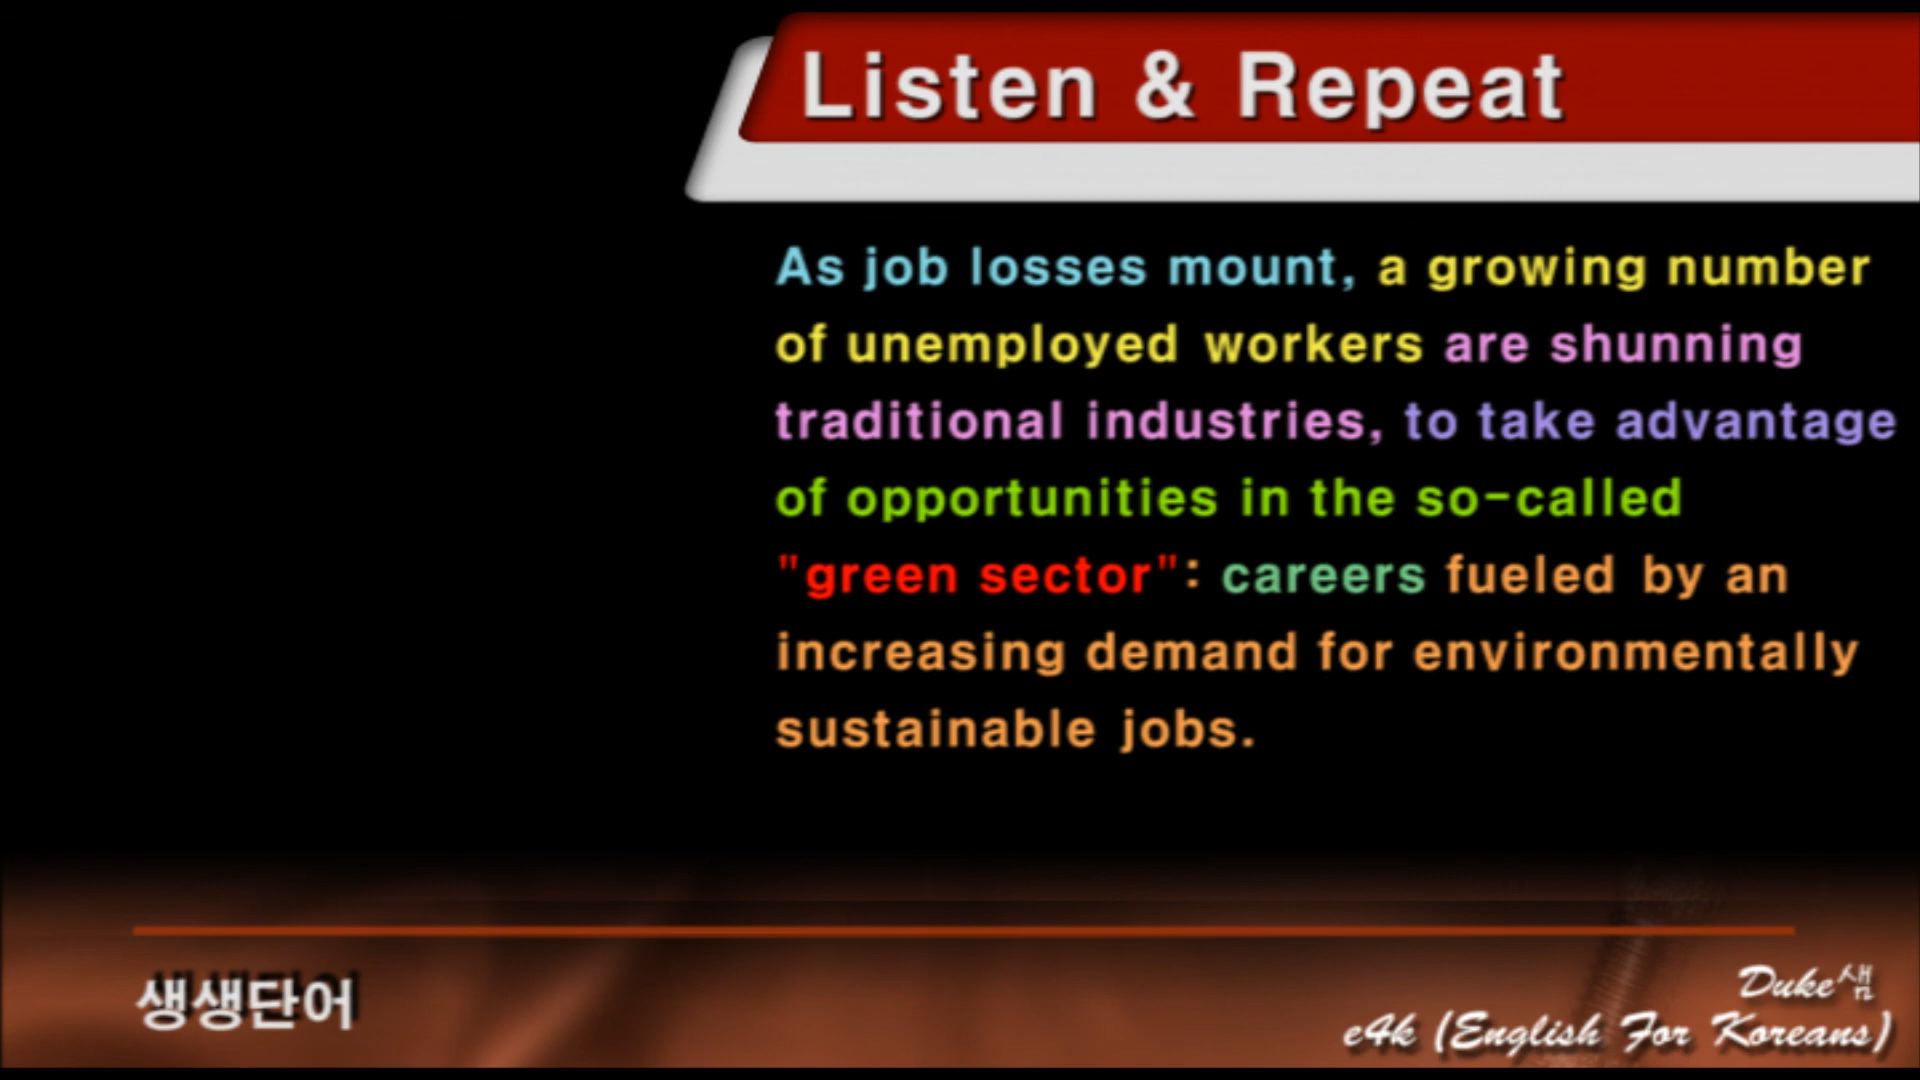 Listen & Repeat
As job losses mount, a growing number
of unemployed workers are shunning
traditional industries, to take advantage
of opportunities in the so-called
"green sector": careers fueled by an
increasing demand for environmentally
sustainable jobs.
생생단어
Duke샘
e4k (English For Koreans)